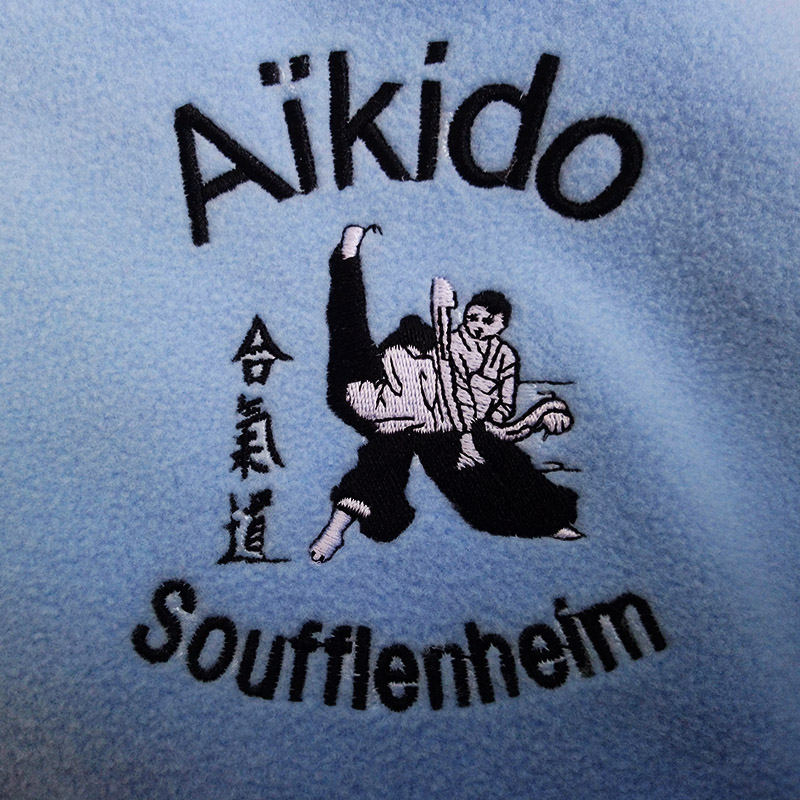 Aïkido
合氣道
Soufflenheim